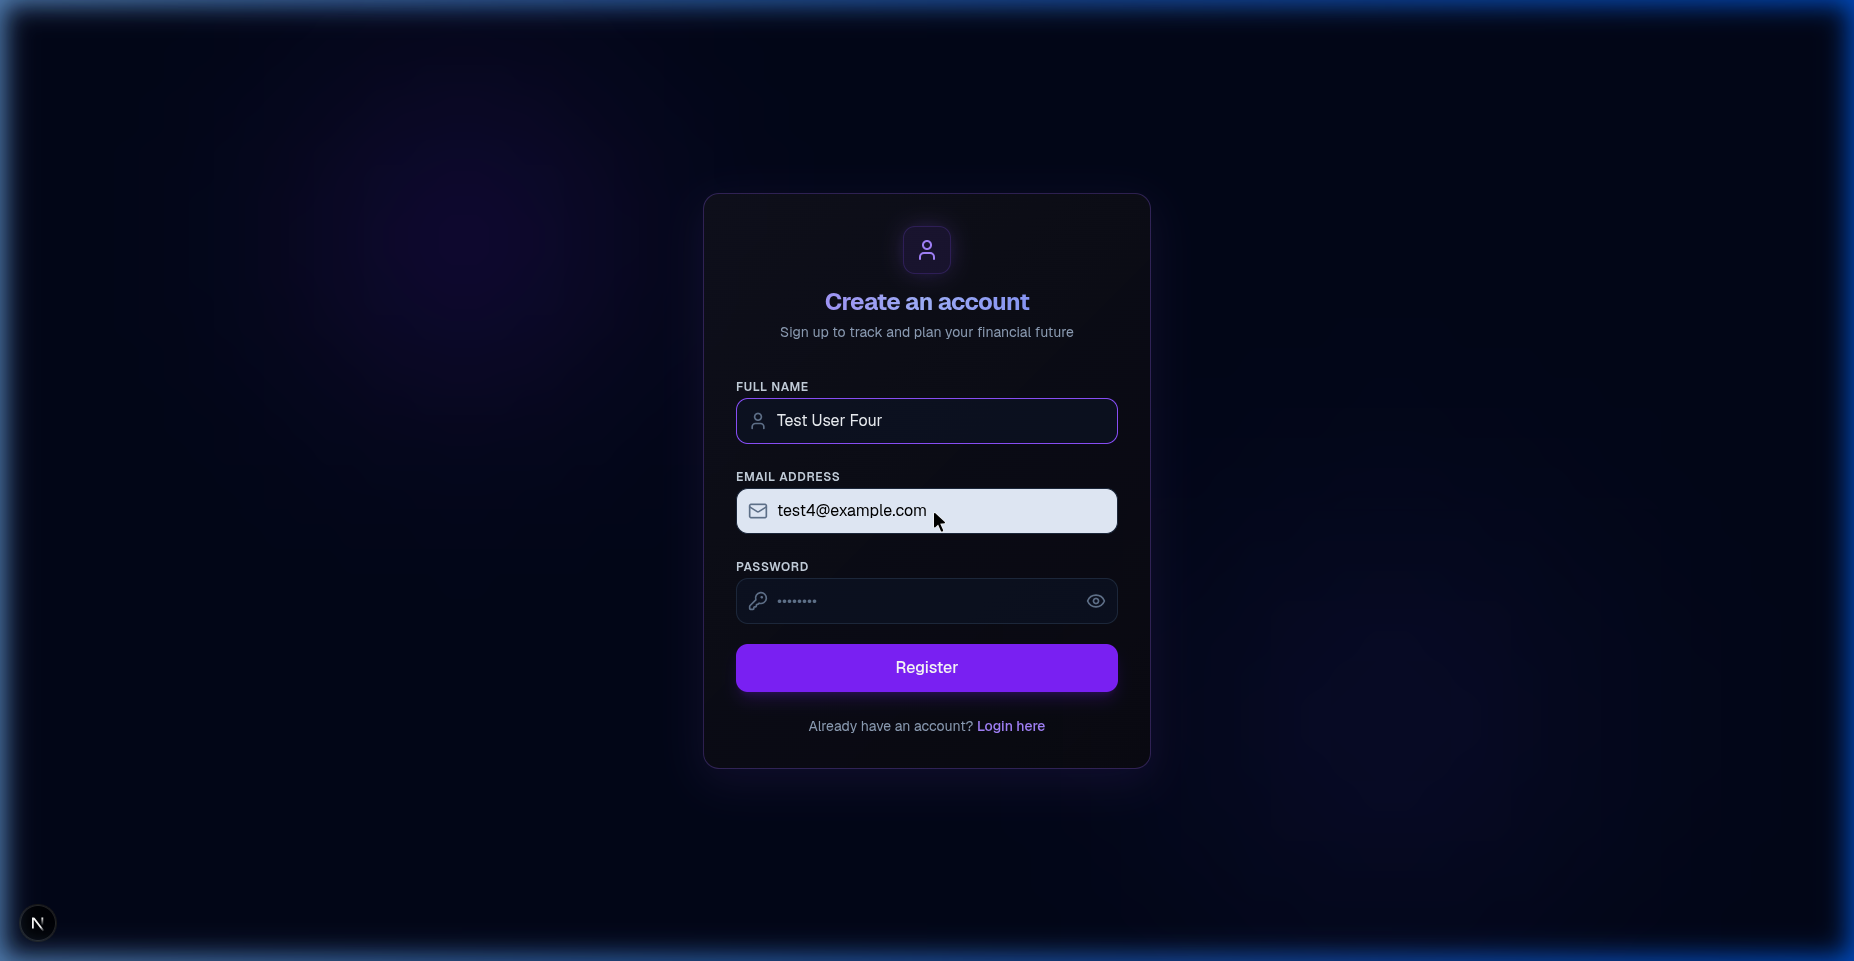 Create an account
Sign up to track and plan your financial future
FULL NAME
Test User Four
EMAIL ADDRESS
test4@example.com
PASSWORD
••••••••
Register
Already have an account? Login here
N